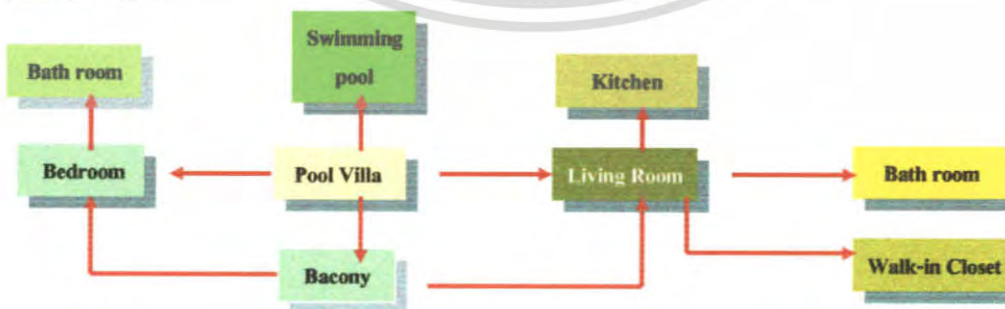 Swimming
pool
Bath room
Kitchen
Bedroom
Pool Villa
Living Room
Bath room
Bacony
Walk-in Closet